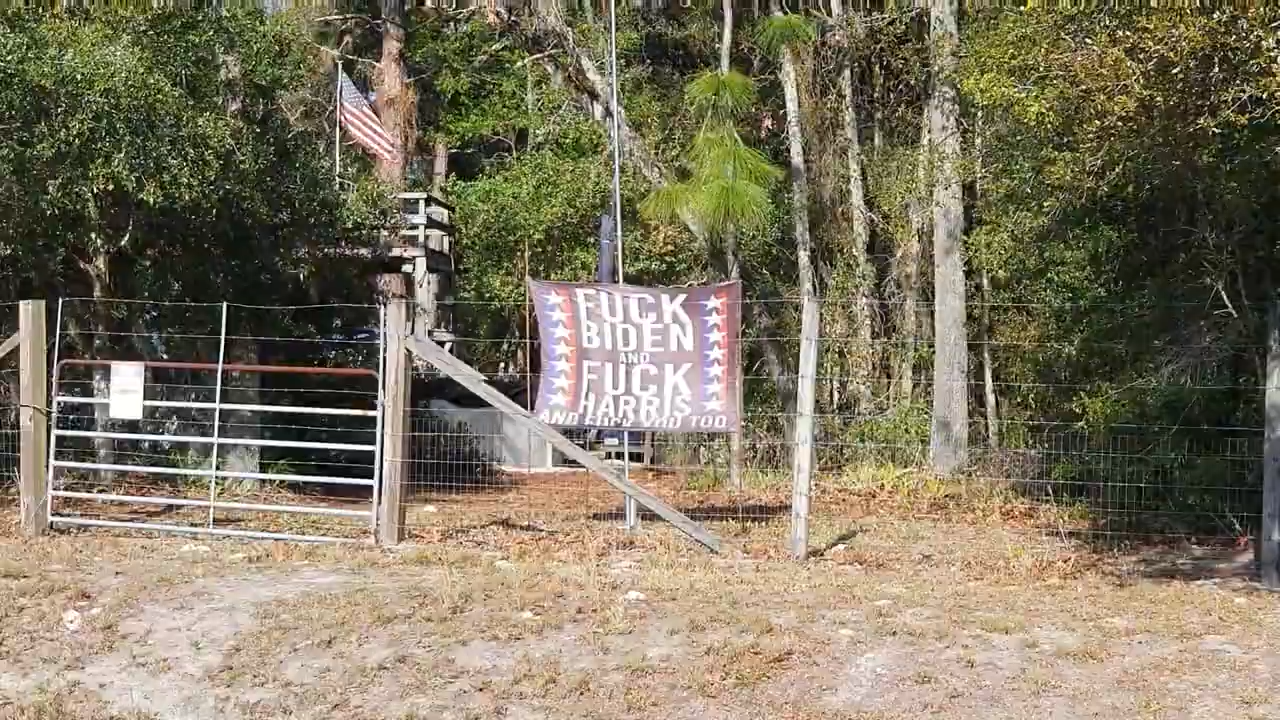 FUCK
BIDEN
AND
FUCK
HARRIS
AND FUCK YOU TOO